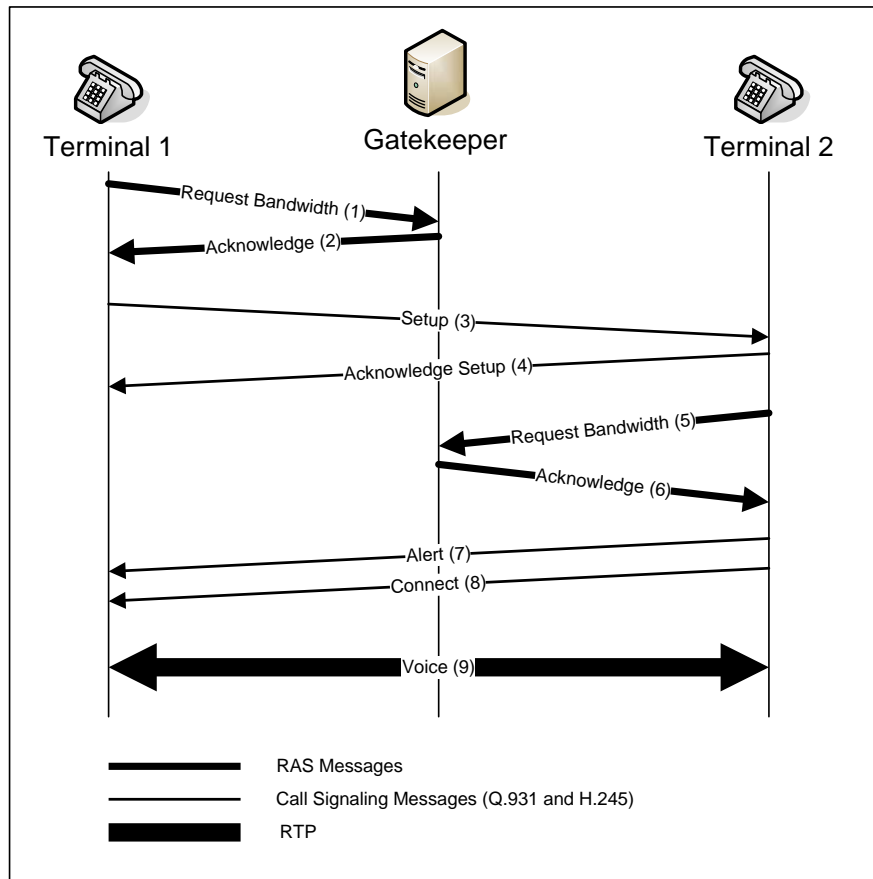 Terminal 1
Gatekeeper
Terminal 2
Request Bandwidth (1)
Acknowledge (2)
Setup (3)
Acknowledge Setup (4)
Request Bandwidth (5)
Acknowledge (6)
Alert (7)
Connect (8)
Voice (9)
RAS Messages
Call Signaling Messages (Q.931 and H.245)
RTP